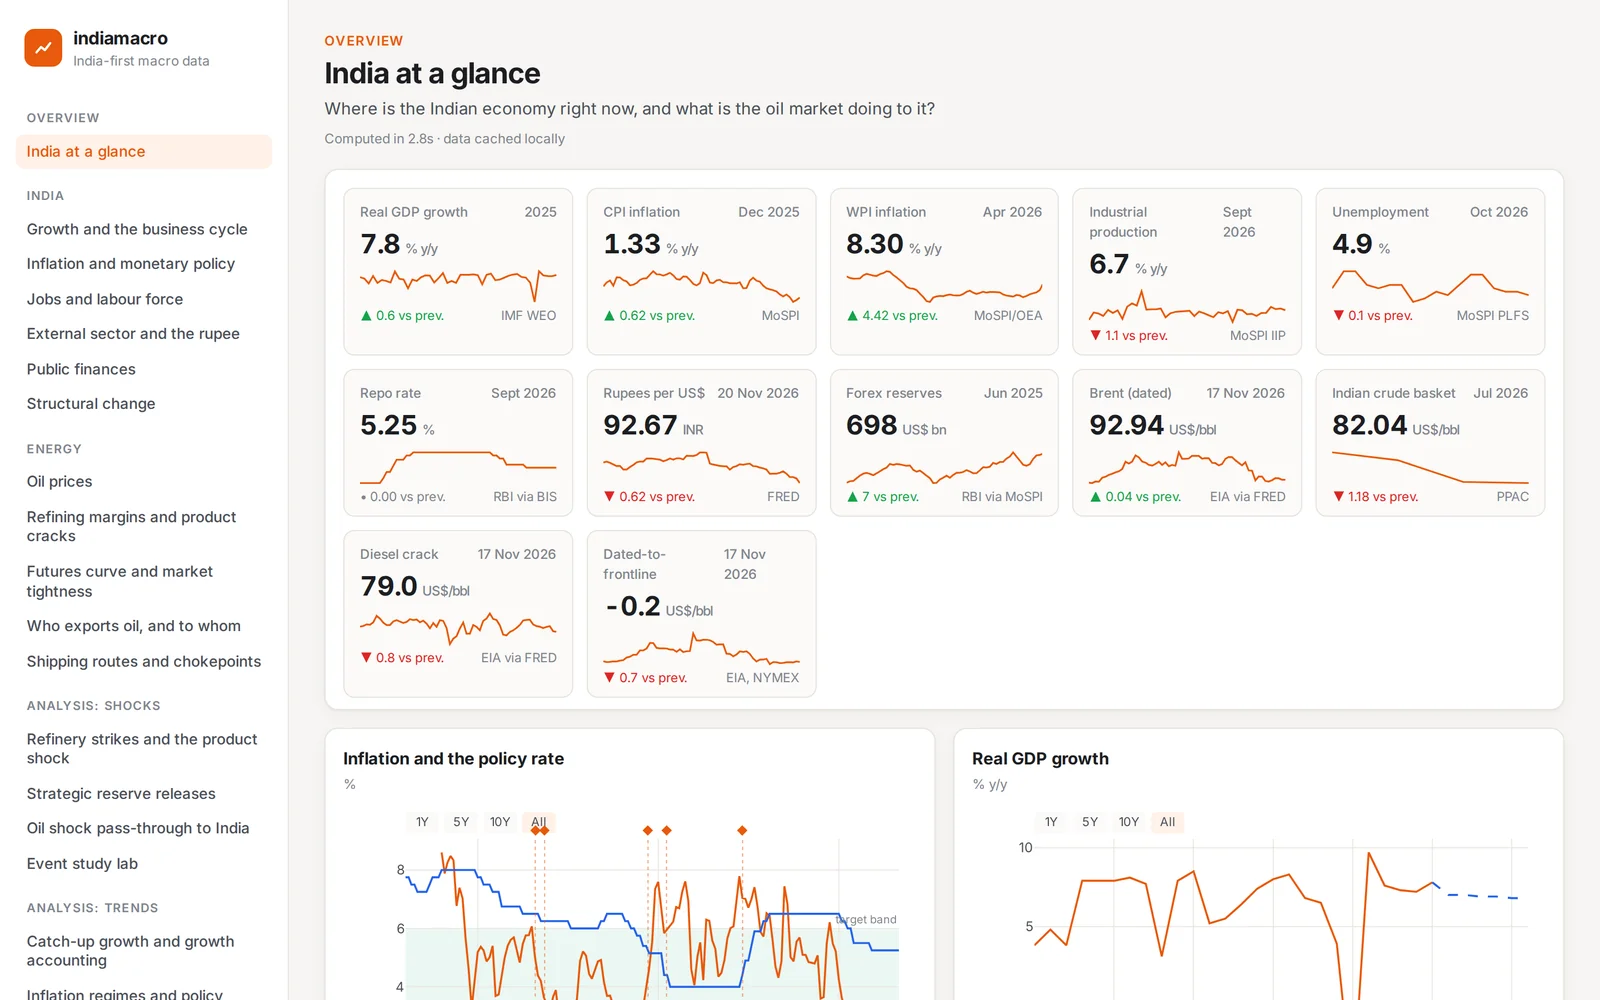 indiamacro
India-first macro data
OVERVIEW
India at a glance
INDIA
Growth and the business cycle
Inflation and monetary policy
Jobs and labour force
External sector and the rupee
Public finances
Structural change
ENERGY
Oil prices
Refining margins and product
cracks
Futures curve and market
tightness
Who exports oil, and to whom
Shipping routes and chokepoints
ANALYSIS: SHOCKS
Refinery strikes and the product
shock
Strategic reserve releases
Oil shock pass-through to India
Event study lab
ANALYSIS: TRENDS
Catch-up growth and growth
accounting
Inflation regimes and policy
OVERVIEW
India at a glance
Where is the Indian economy right now, and what is the oil market doing to it?
Computed in 2.8s · data cached locally
Real GDP growth 2025
7.8 % y/y
▲ 0.6 vs prev. IMF WEO
CPI inflation Dec 2025
1.33 % y/y
▲ 0.62 vs prev. MoSPI
WPI inflation Apr 2026
8.30 % y/y
▲ 4.42 vs prev. MoSPI/OEA
Industrial Sept
production 2026
6.7 % y/y
▼ 1.1 vs prev. MoSPI IIP
Unemployment Oct 2026
4.9 %
▼ 0.1 vs prev. MoSPI PLFS
Repo rate Sept 2026
5.25 %
• 0.00 vs prev. RBI via BIS
Rupees per US$ 20 Nov 2026
92.67 INR
▼ 0.62 vs prev. FRED
Forex reserves Jun 2025
698 US$ bn
▲ 7 vs prev. RBI via MoSPI
Brent (dated) 17 Nov 2026
92.94 US$/bbl
▲ 0.04 vs prev. EIA via FRED
Indian crude basket Jul 2026
82.04 US$/bbl
▼ 1.18 vs prev. PPAC
Diesel crack 17 Nov 2026
79.0 US$/bbl
▼ 0.8 vs prev. EIA via FRED
Dated-to- 17 Nov
frontline 2026
-0.2 US$/bbl
▼ 0.7 vs prev. EIA, NYMEX
Inflation and the policy rate
%
1Y 5Y 10Y All
8
target band
6
4
Real GDP growth
% y/y
1Y 5Y 10Y All
10
5